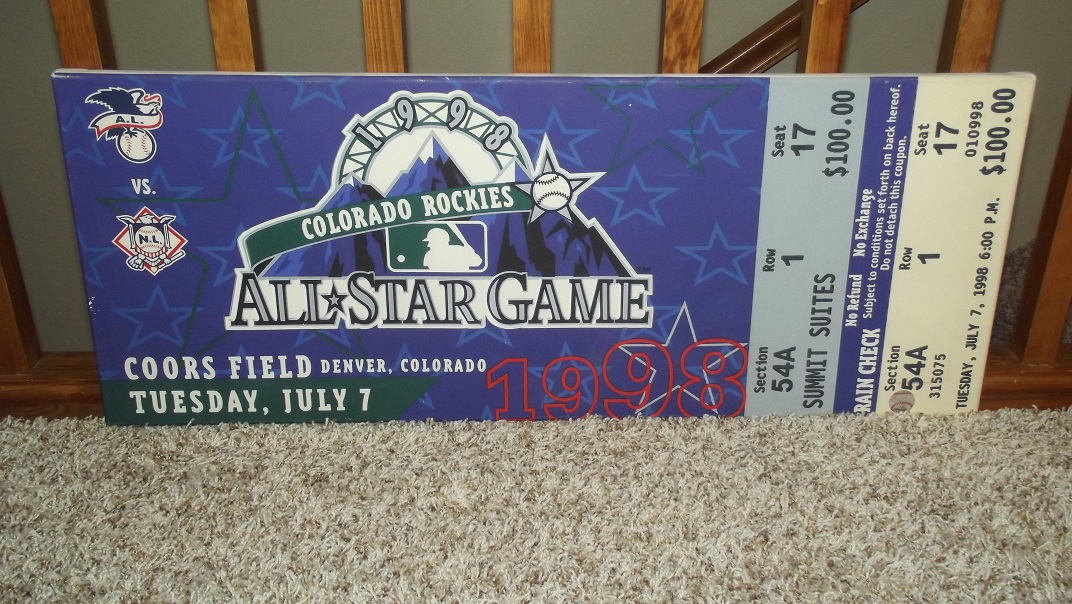 A.L.
VS.
N.L.
1998
COLORADO ROCKIES
ALL★STAR GAME
COORS FIELD DENVER, COLORADO
TUESDAY, JULY 7
1998
Section 54A
Row 1
Seat 17
SUMMIT SUITES
$100.00
RAIN CHECK
No Refund No Exchange
Subject to conditions set forth on back hereof.
Do not detach this coupon.
Section 54A
Row 1
Seat 17
315075
010998
TUESDAY, JULY 7, 1998 6:00 P.M.
$100.00